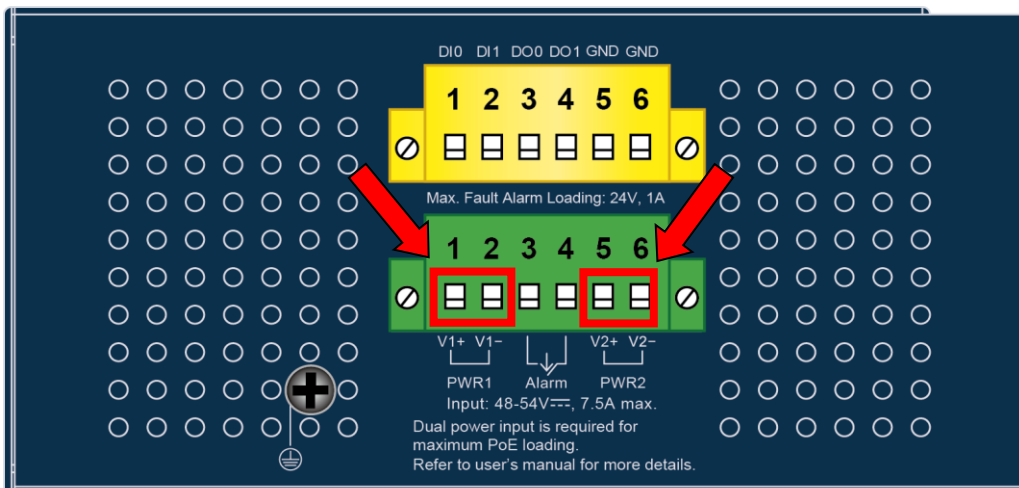 DI0 DI1 DO0 DO1 GND GND
1 2 3 4 5 6
Max. Fault Alarm Loading: 24V, 1A
1 2 3 4 5 6
V1+ V1− V2+ V2−
PWR1 Alarm PWR2
Input: 48-54V⎓, 7.5A max.
Dual power input is required for
maximum PoE loading.
Refer to user's manual for more details.